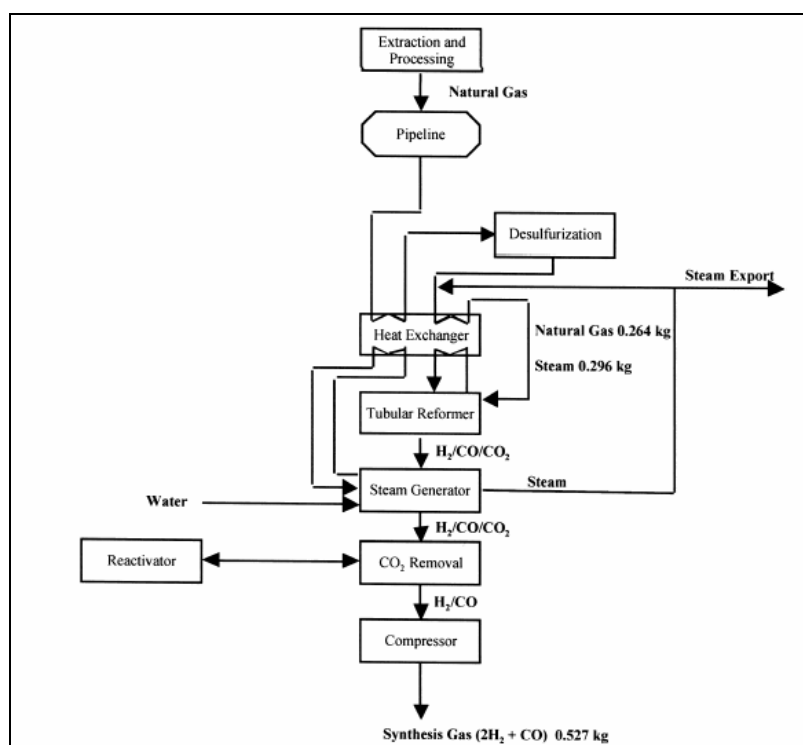 Extraction and
Processing
Natural Gas
Pipeline
Desulfurization
Steam Export
Heat Exchanger
Natural Gas 0.264 kg
Steam 0.296 kg
Tubular Reformer
H₂/CO/CO₂
Steam Generator
Steam
Water
H₂/CO/CO₂
Reactivator
CO₂ Removal
H₂/CO
Compressor
Synthesis Gas (2H₂ + CO) 0.527 kg